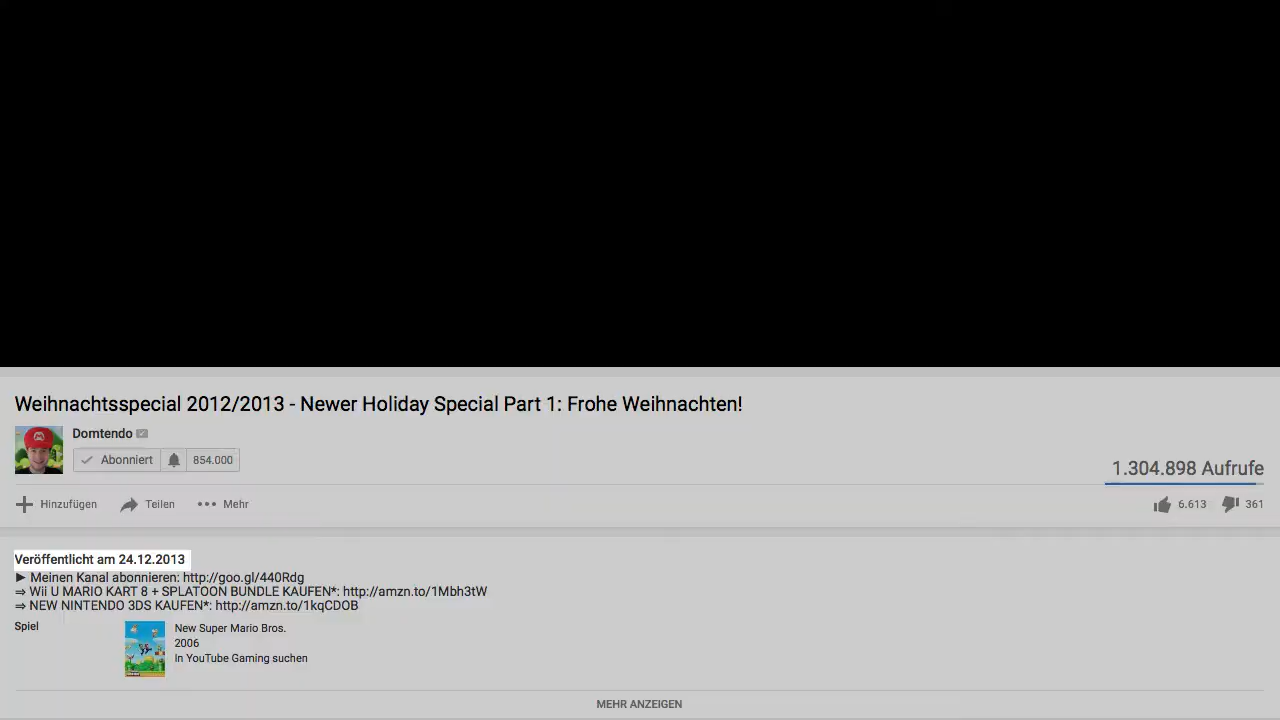 Weihnachtsspecial 2012/2013 - Newer Holiday Special Part 1: Frohe Weihnachten!
Domtendo
Abonniert 854.000
1.304.898 Aufrufe
Hinzufügen Teilen Mehr
6.613 361
Veröffentlicht am 24.12.2013
► Meinen Kanal abonnieren: http://goo.gl/440Rdg
⇒ Wii U MARIO KART 8 + SPLATOON BUNDLE KAUFEN*: http://amzn.to/1Mbh3tW
⇒ NEW NINTENDO 3DS KAUFEN*: http://amzn.to/1kqCDOB
Spiel
New Super Mario Bros.
2006
In YouTube Gaming suchen
MEHR ANZEIGEN